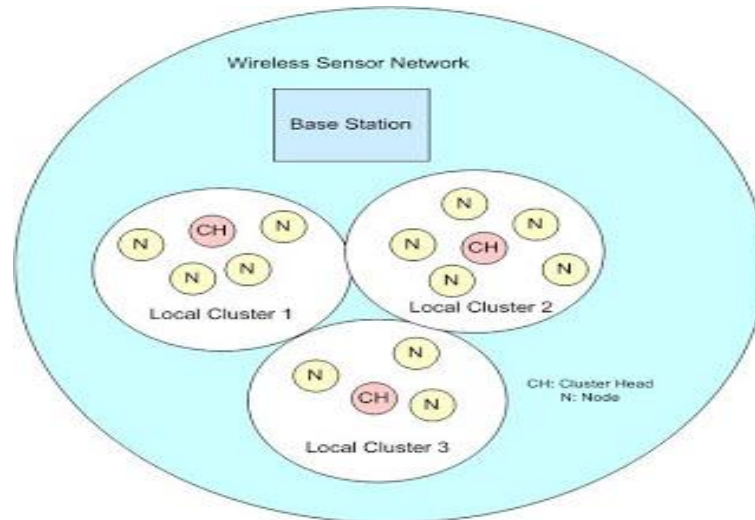 Wireless Sensor Network
Base Station
CH
N
N
N
N
Local Cluster 1
N
N
N
CH
N
N
Local Cluster 2
N
N
CH
N
Local Cluster 3
CH: Cluster Head
N: Node